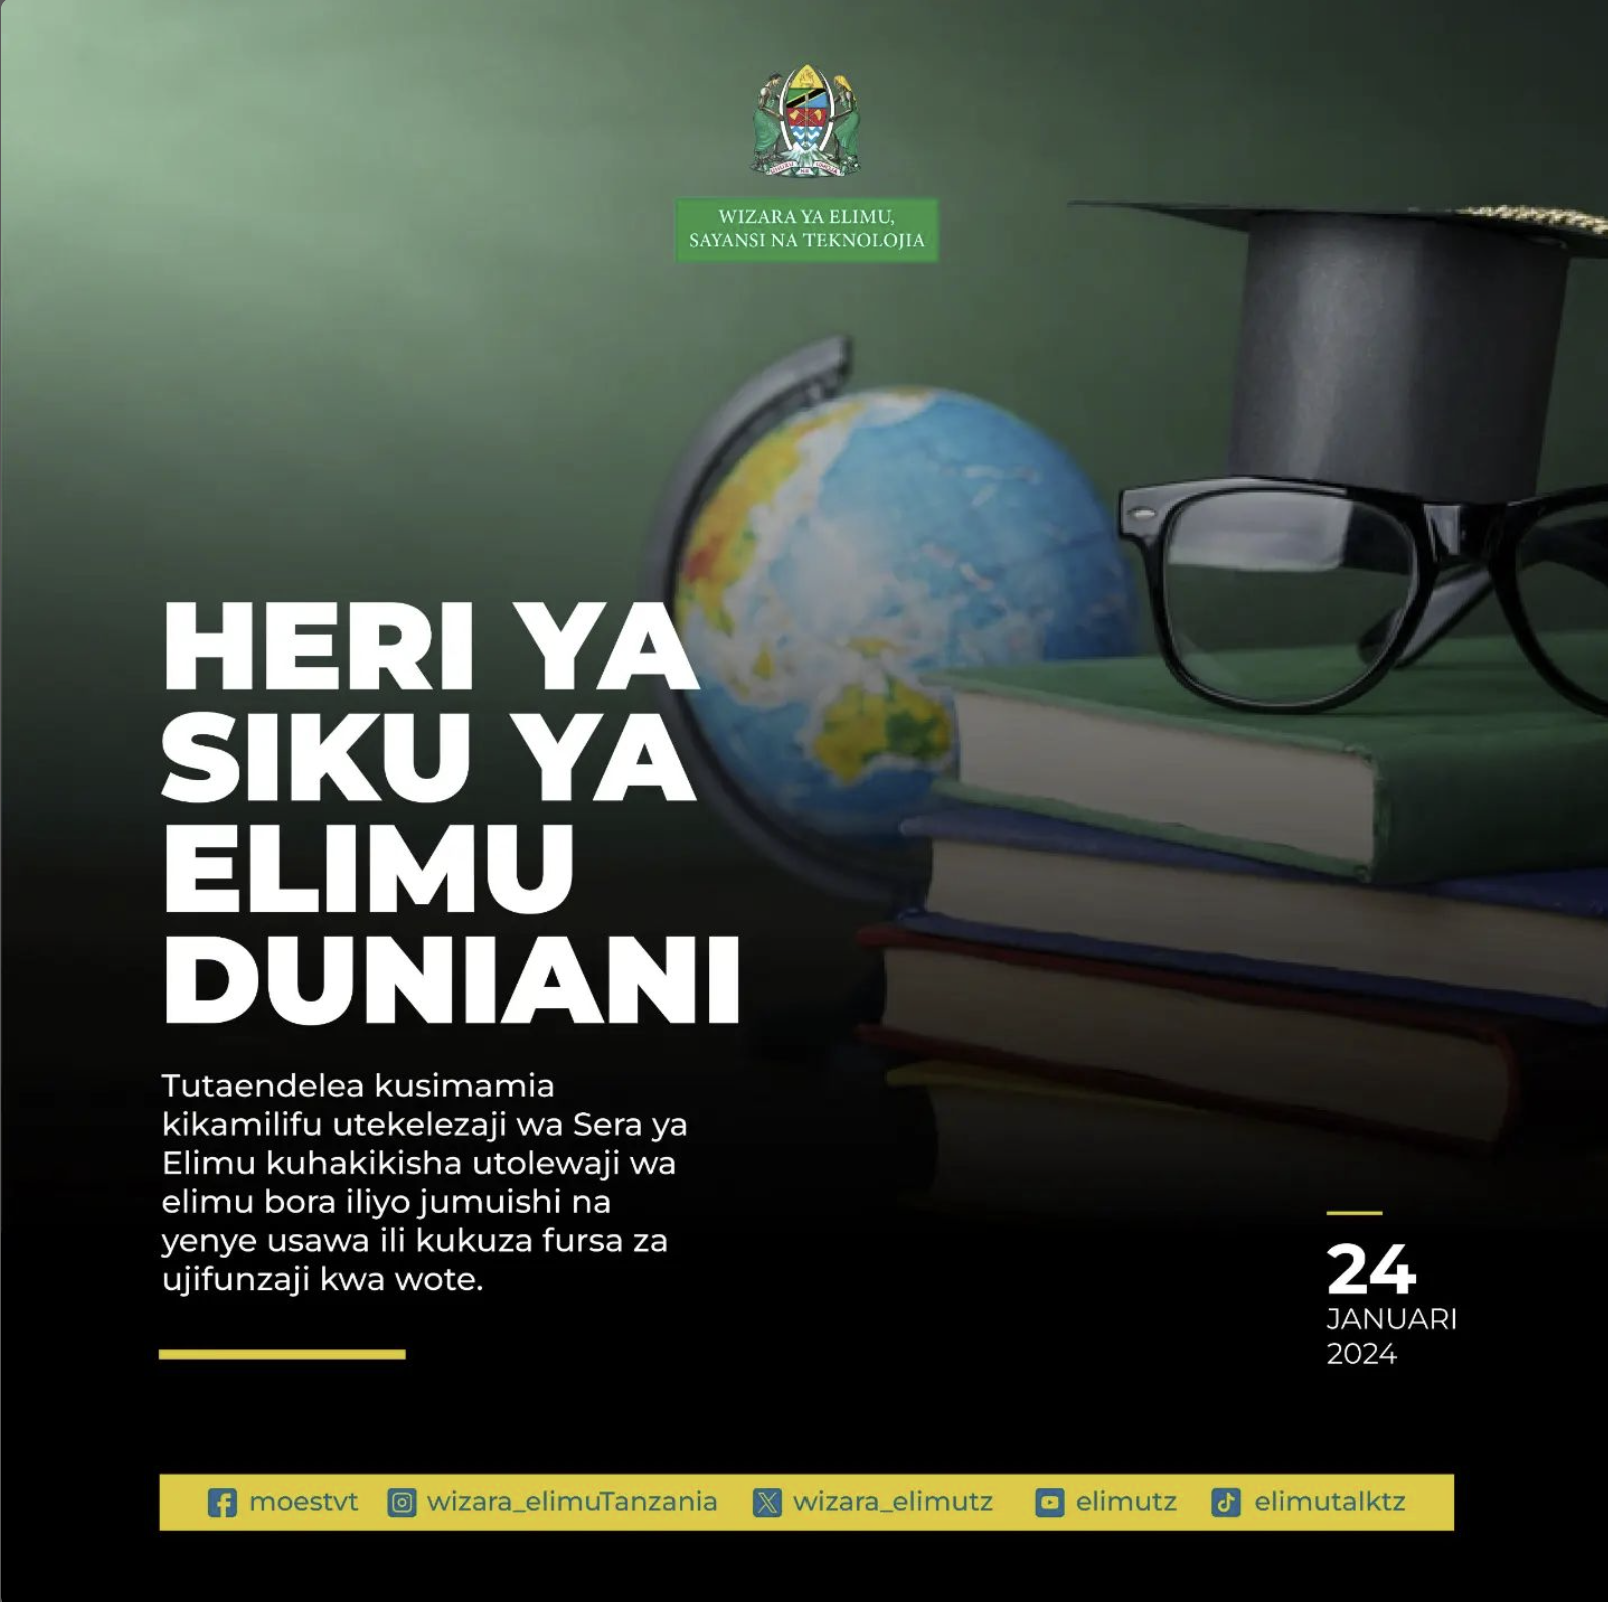 WIZARA YA ELIMU,
SAYANSI NA TEKNOLOJIA
HERI YA
SIKU YA
ELIMU
DUNIANI
Tutaendelea kusimamia
kikamilifu utekelezaji wa Sera ya
Elimu kuhakikisha utolewaji wa
elimu bora iliyo jumuishi na
yenye usawa ili kukuza fursa za
ujifunzaji kwa wote.
24
JANUARI
2024
moestvt wizara_elimuTanzania wizara_elimutz elimutz elimutalktz